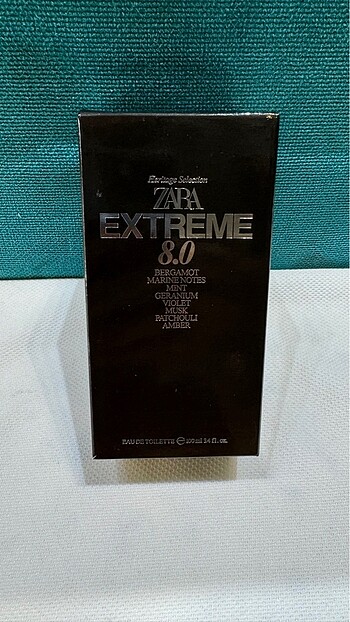 Heritage Selection
ZARA
EXTREME
8.0
BERGAMOT
MARINE NOTES
MINT
GERANIUM
VIOLET
MUSK
PATCHOULI
AMBER
EAU DE TOILETTE ℮ 100 ml 3.4 fl. oz.